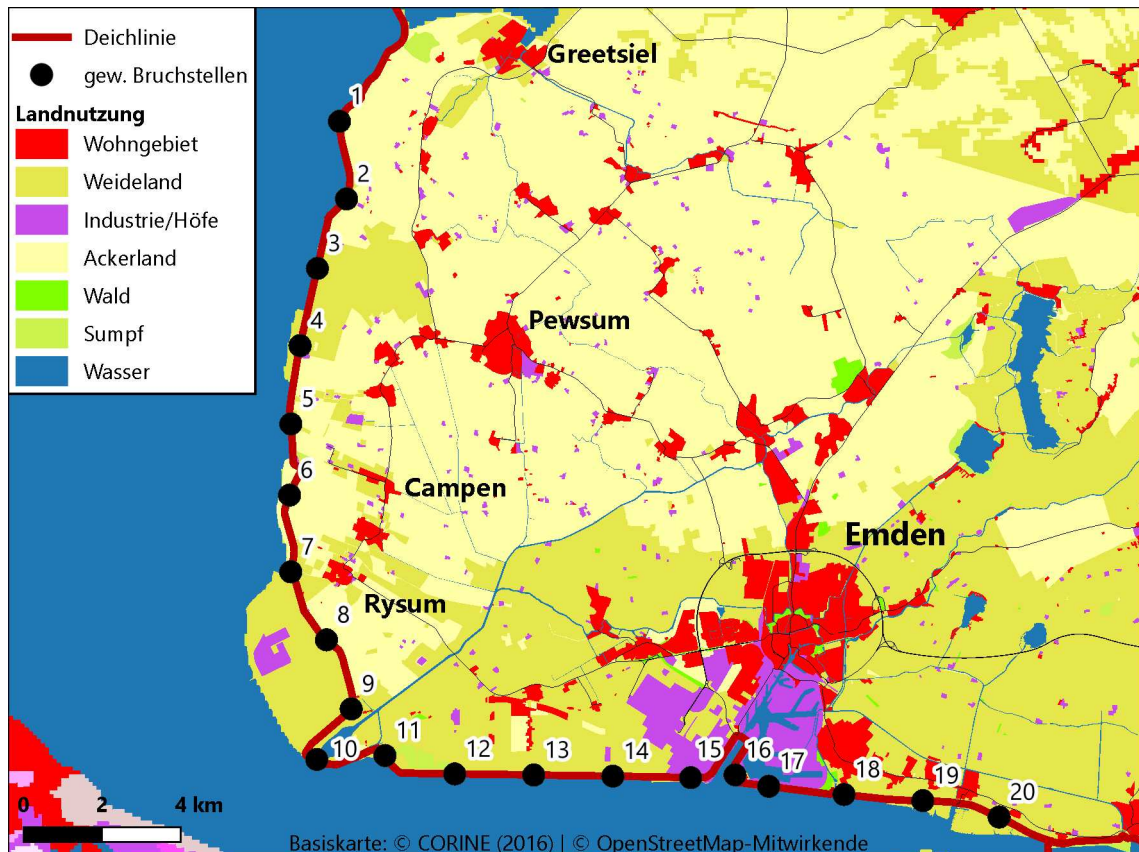 Deichlinie
gew. Bruchstellen
Landnutzung
Wohngebiet
Weideland
Industrie/Höfe
Ackerland
Wald
Sumpf
Wasser
Greetsiel
1
2
3
4
Pewsum
5
6
Campen
Emden
7
Rysum
8
9
10
11
12
13
14
15
16
17
18
19
20
0 2 4 km
Basiskarte: © CORINE (2016) | © OpenStreetMap-Mitwirkende